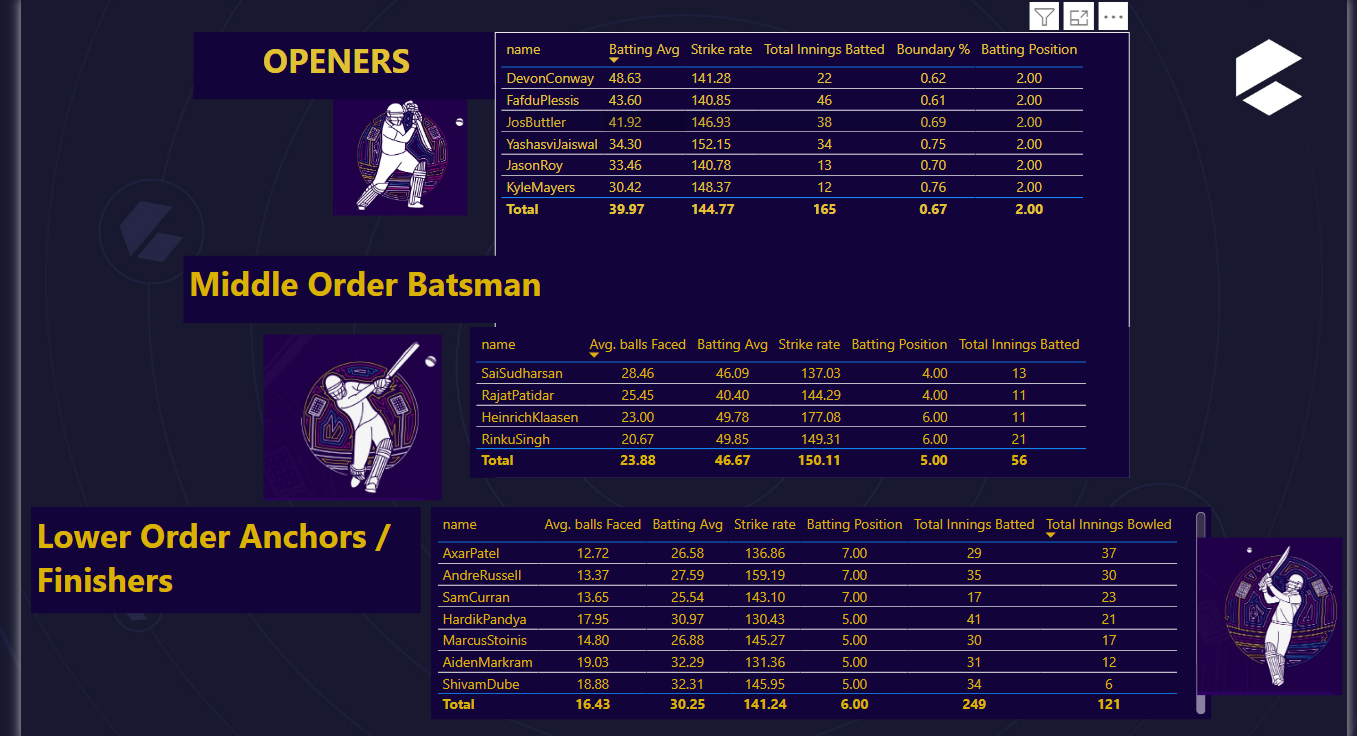 OPENERS
name Batting Avg Strike rate Total Innings Batted Boundary % Batting Position
DevonConway 48.63 141.28 22 0.62 2.00
FafduPlessis 43.60 140.85 46 0.61 2.00
JosButtler 41.92 146.93 38 0.69 2.00
YashasviJaiswal 34.30 152.15 34 0.75 2.00
JasonRoy 33.46 140.78 13 0.70 2.00
KyleMayers 30.42 148.37 12 0.76 2.00
Total 39.97 144.77 165 0.67 2.00
Middle Order Batsman
name Avg. balls Faced Batting Avg Strike rate Batting Position Total Innings Batted
SaiSudharsan 28.46 46.09 137.03 4.00 13
RajatPatidar 25.45 40.40 144.29 4.00 11
HeinrichKlaasen 23.00 49.78 177.08 6.00 11
RinkuSingh 20.67 49.85 149.31 6.00 21
Total 23.88 46.67 150.11 5.00 56
Lower Order Anchors /
Finishers
name Avg. balls Faced Batting Avg Strike rate Batting Position Total Innings Batted Total Innings Bowled
AxarPatel 12.72 26.58 136.86 7.00 29 37
AndreRussell 13.37 27.59 159.19 7.00 35 30
SamCurran 13.65 25.54 143.10 7.00 17 23
HardikPandya 17.95 30.97 130.43 5.00 41 21
MarcusStoinis 14.80 26.88 145.27 5.00 30 17
AidenMarkram 19.03 32.29 131.36 5.00 31 12
ShivamDube 18.88 32.31 145.95 5.00 34 6
Total 16.43 30.25 141.24 6.00 249 121